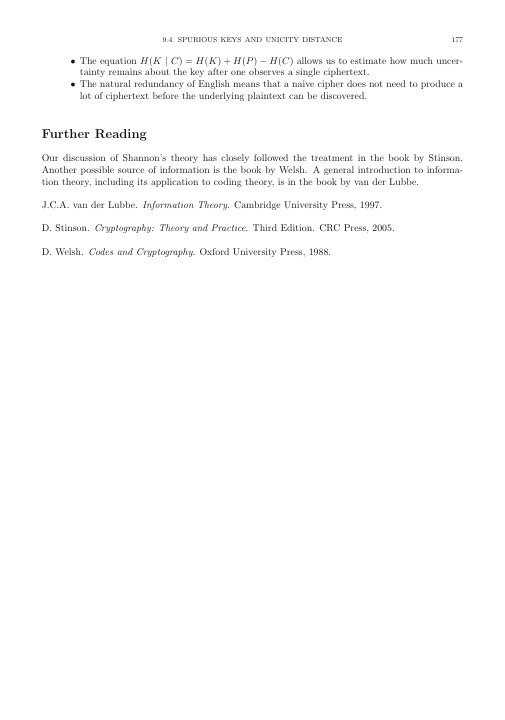 9.4. SPURIOUS KEYS AND UNICITY DISTANCE 177
• The equation H(K | C) = H(K) + H(P) − H(C) allows us to estimate how much uncer-
tainty remains about the key after one observes a single ciphertext.
• The natural redundancy of English means that a naive cipher does not need to produce a
lot of ciphertext before the underlying plaintext can be discovered.
Further Reading
Our discussion of Shannon's theory has closely followed the treatment in the book by Stinson.
Another possible source of information is the book by Welsh. A general introduction to informa-
tion theory, including its application to coding theory, is in the book by van der Lubbe.
J.C.A. van der Lubbe. Information Theory. Cambridge University Press, 1997.
D. Stinson. Cryptography: Theory and Practice. Third Edition. CRC Press, 2005.
D. Welsh. Codes and Cryptography. Oxford University Press, 1988.